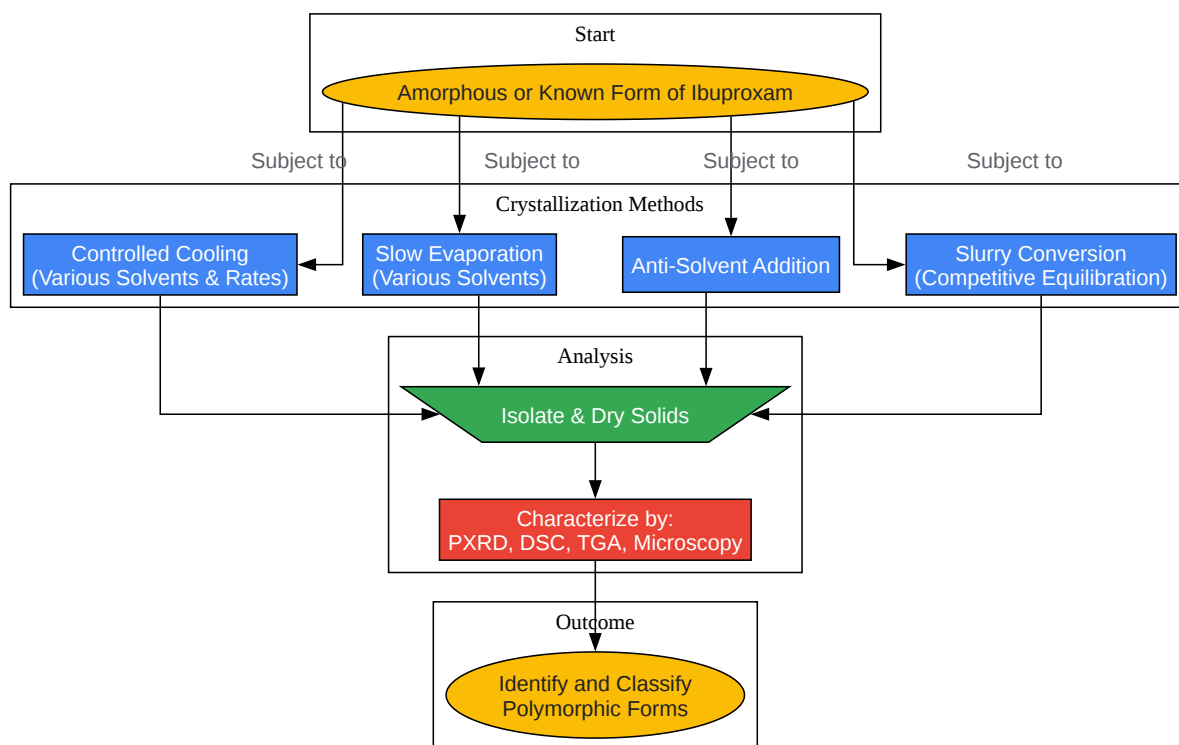 Start
Amorphous or Known Form of Ibuproxam
Subject to
Subject to
Subject to
Subject to
Crystallization Methods
Controlled Cooling
(Various Solvents & Rates)
Slow Evaporation
(Various Solvents)
Anti-Solvent Addition
Slurry Conversion
(Competitive Equilibration)
Analysis
Isolate & Dry Solids
Characterize by:
PXRD, DSC, TGA, Microscopy
Outcome
Identify and Classify
Polymorphic Forms